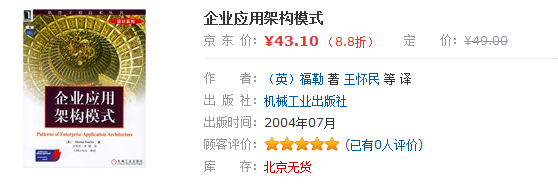 企业应用
架构模式
Patterns of Enterprise Application Architecture
企业应用架构模式
京东价：￥43.10（8.8折） 定价：￥49.00
作者：（英）福勒 著 王怀民 等 译
出版社：机械工业出版社
出版时间：2004年07月
顾客评价：(已有0人评价)
库存：北京无货